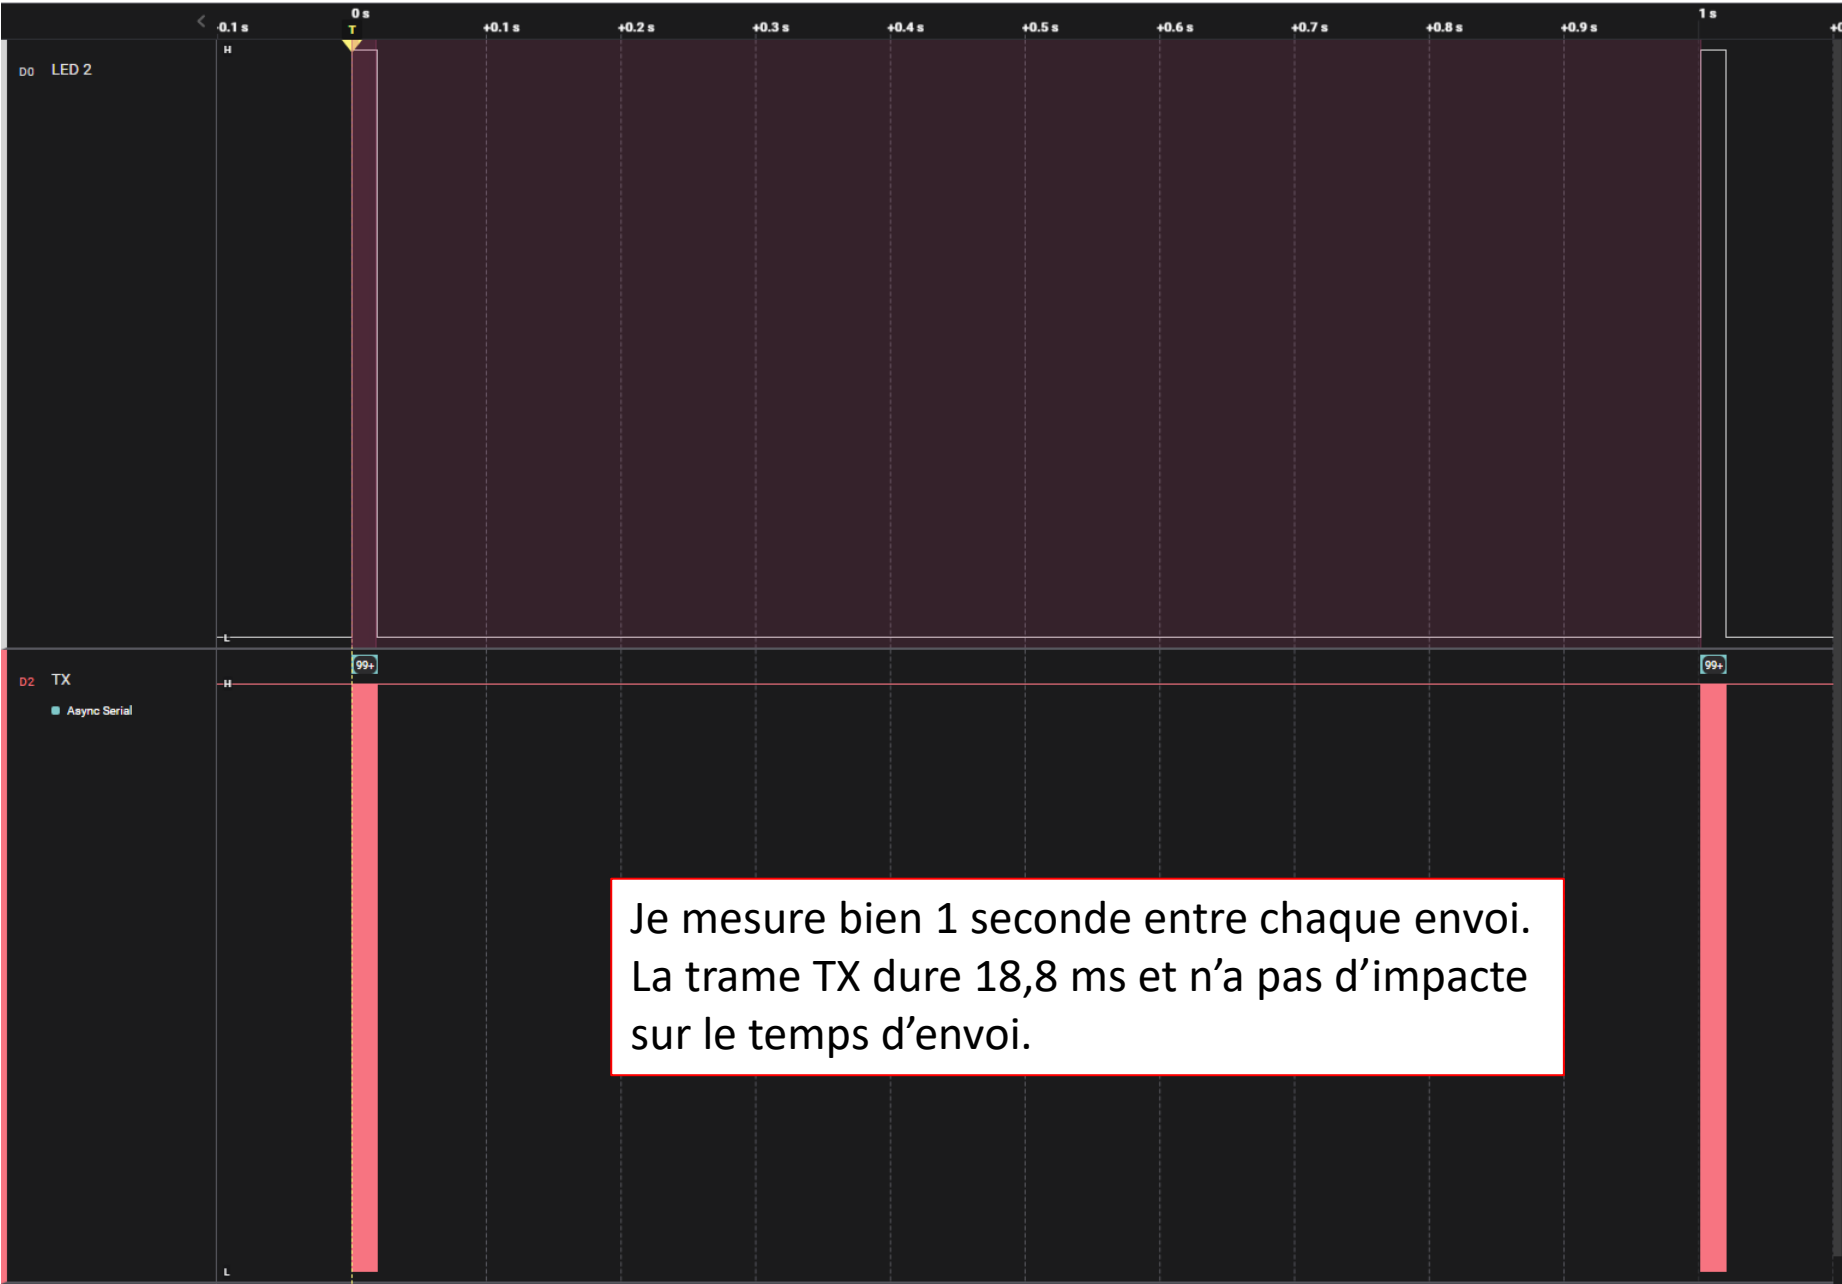 0 s
1 s
-0.1 s
T
+0.1 s
+0.2 s
+0.3 s
+0.4 s
+0.5 s
+0.6 s
+0.7 s
+0.8 s
+0.9 s
H
D0 LED 2
L
99+
99+
D2 TX
H
Async Serial
Je mesure bien 1 seconde entre chaque envoi.
La trame TX dure 18,8 ms et n’a pas d’impacte
sur le temps d’envoi.
L